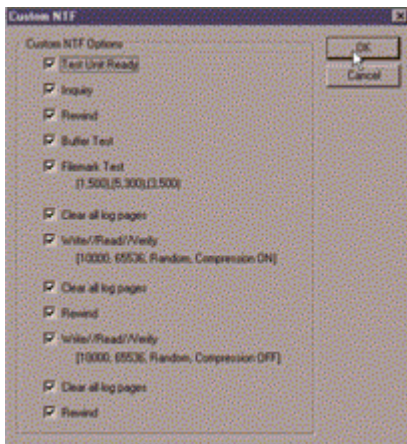 Custom NTF
Custom NTF Options
OK
Cancel
Test Unit Ready
Inquiry
Rewind
Buffer Test
Filemark Test
(1,500),(5,300),(3,500)
Clear all log pages
Write//Read//Verify
[10000, 65536, Random, Compression ON]
Clear all log pages
Rewind
Write//Read//Verify
[10000, 65536, Random, Compression OFF]
Clear all log pages
Rewind